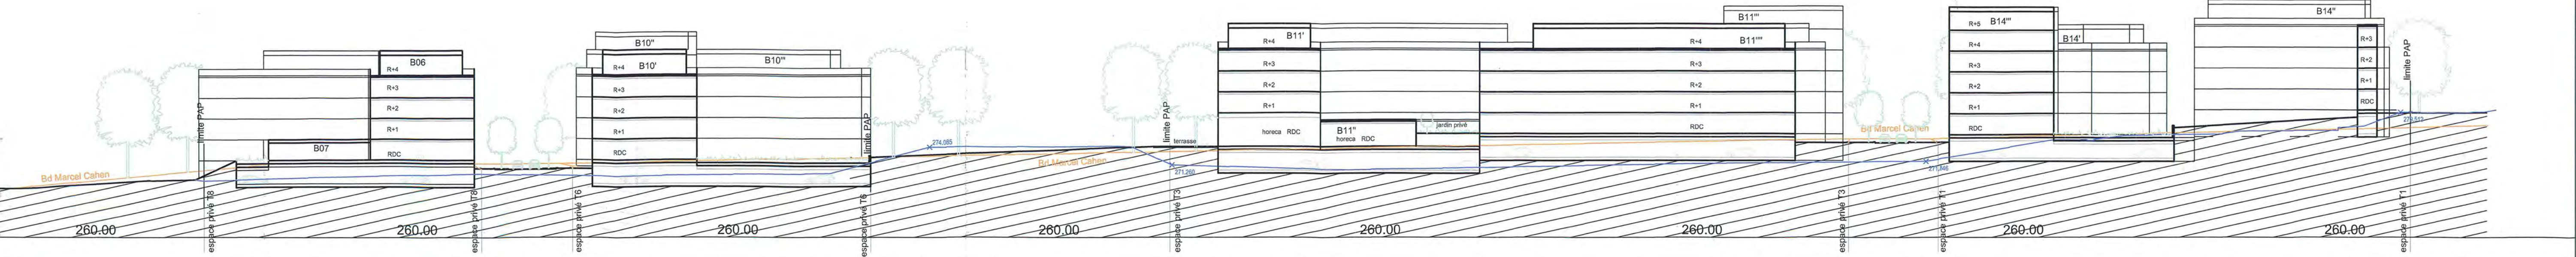 Bd Marcel Cahen
260.00
limite PAP
espace privé T8
B07
B06
R+4
R+3
R+2
R+1
RDC
260.00
espace privé T8
espace privé T6
B10''
B10'
R+4
R+3
R+2
R+1
RDC
B10'''
260.00
limite PAP
espace privé T6
274,085
Bd Marcel Cahen
260.00
limite PAP
terrasse
271,260
espace privé T3
B11'
R+4
R+3
R+2
R+1
horeca RDC
B11''
horeca RDC
jardin privé
260.00
B11'''
B11''''
R+4
R+3
R+2
R+1
RDC
260.00
espace privé T3
Bd Marcel Cahen
espace privé T1
B14'''
R+5
R+4
R+3
R+2
R+1
RDC
B14'
260.00
B14''
R+3
R+2
R+1
RDC
limite PAP
260.00
espace privé T1